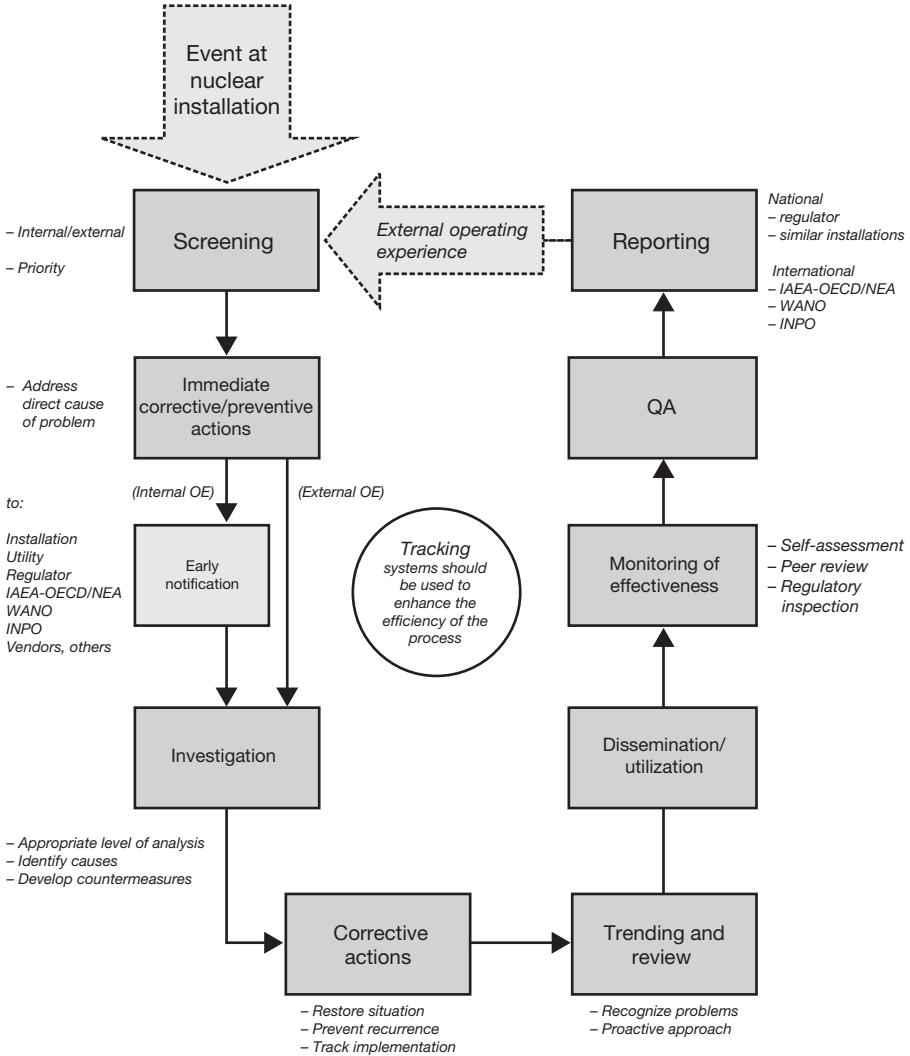 Event at
nuclear
installation
– Internal/external
– Priority
Screening
External operating
experience
Reporting
National
– regulator
– similar installations
International
– IAEA-OECD/NEA
– WANO
– INPO
– Address
direct cause
of problem
Immediate
corrective/preventive
actions
QA
(Internal OE)
(External OE)
to:
Installation
Utility
Regulator
IAEA-OECD/NEA
WANO
INPO
Vendors, others
Early
notification
Tracking
systems should
be used to
enhance the
efficiency of the
process
Monitoring of
effectiveness
– Self-assessment
– Peer review
– Regulatory
inspection
Investigation
Dissemination/
utilization
– Appropriate level of analysis
– Identify causes
– Develop countermeasures
Corrective
actions
Trending and
review
– Restore situation
– Prevent recurrence
– Track implementation
– Recognize problems
– Proactive approach